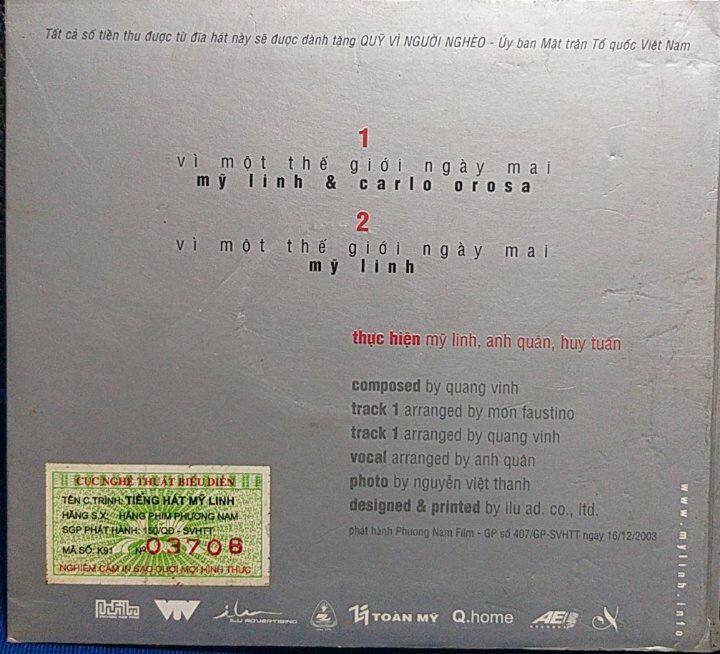 Tất cả số tiền thu được từ đĩa hát này sẽ được dành tặng QUỸ VÌ NGƯỜI NGHÈO - Ủy ban Mặt trận Tổ quốc Việt Nam
1
vì một thế giới ngày mai
mỹ linh & carlo orosa
2
vì một thế giới ngày mai
mỹ linh
thực hiện mỹ linh, anh quân, huy tuấn
composed by quang vinh
track 1 arranged by mon faustino
track 1 arranged by quang vinh
vocal arranged by anh quân
photo by nguyễn việt thanh
designed & printed by ilu ad. co., ltd.
phát hành Phuong Nam Film - GP số 407/GP-SVHTT ngày 16/12/2003
www.mylinh.info
CỤC NGHỆ THUẬT BIỂU DIỄN
TÊN C.TRÌNH: TIẾNG HÁT MỸ LINH
HÃNG S.X: HÃNG PHIM PHƯƠNG NAM
SGP PHÁT HÀNH: 150/QĐ - SVHTT
MÃ SỐ: K91 Nº 03706
NGHIÊM CẤM IN SAO DƯỚI MỌI HÌNH THỨC
VTV
ilu
ILU ADVERTISING
TOÀN MỸ
Q.home